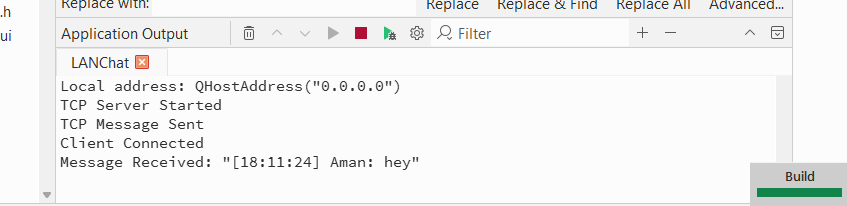 .h
ui
Replace with:
Replace Replace & Find Replace All Advanced...
Application Output
Filter
LANChat
Local address: QHostAddress("0.0.0.0")
TCP Server Started
TCP Message Sent
Client Connected
Message Received: "[18:11:24] Aman: hey"
Build